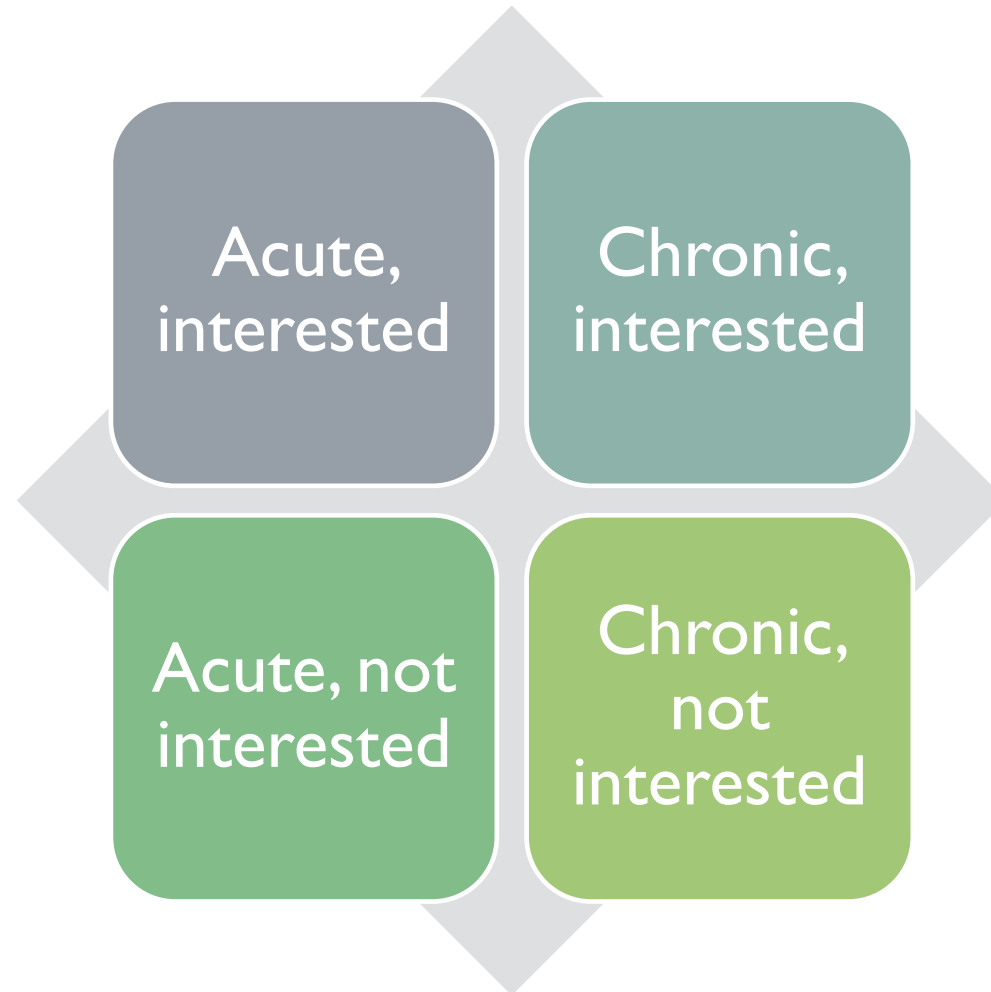 Acute,
interested
Chronic,
interested
Acute, not
interested
Chronic,
not
interested